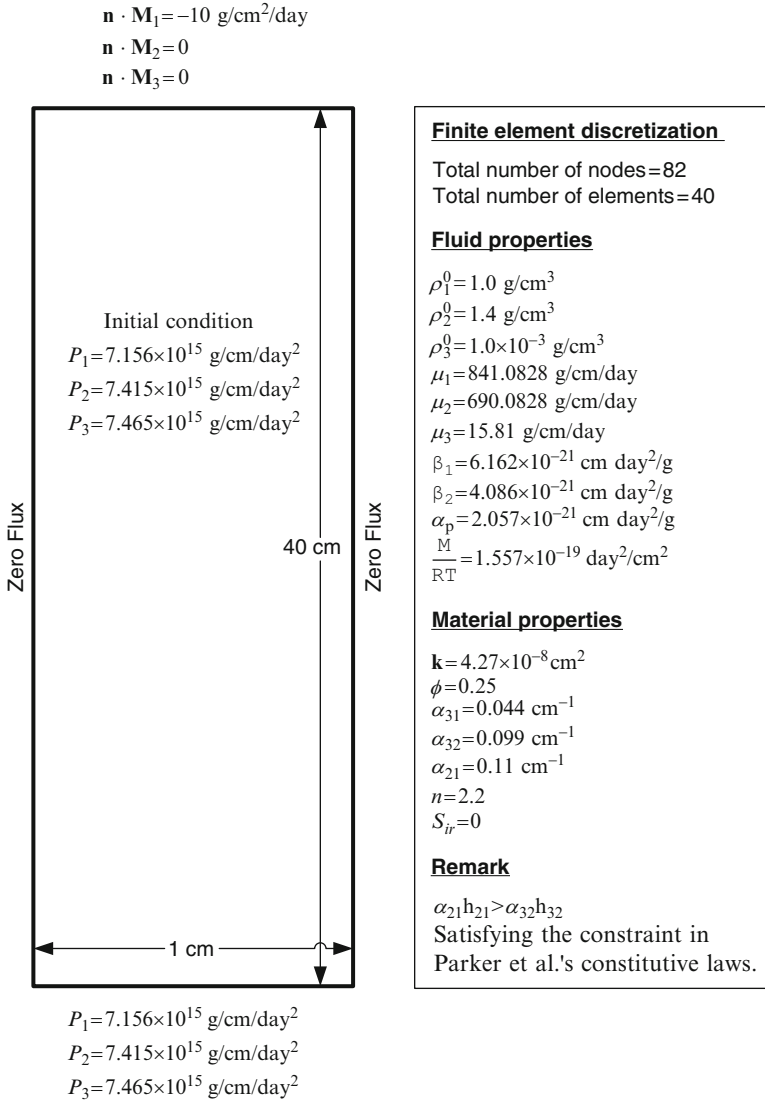 n · M₁=−10 g/cm²/day
n · M₂=0
n · M₃=0
Initial condition
P₁=7.156×10¹⁵ g/cm/day²
P₂=7.415×10¹⁵ g/cm/day²
P₃=7.465×10¹⁵ g/cm/day²
Zero Flux
40 cm
Zero Flux
1 cm
P₁=7.156×10¹⁵ g/cm/day²
P₂=7.415×10¹⁵ g/cm/day²
P₃=7.465×10¹⁵ g/cm/day²
Finite element discretization
Total number of nodes=82
Total number of elements=40
Fluid properties
ρ₁⁰=1.0 g/cm³
ρ₂⁰=1.4 g/cm³
ρ₃⁰=1.0×10⁻³ g/cm³
μ₁=841.0828 g/cm/day
μ₂=690.0828 g/cm/day
μ₃=15.81 g/cm/day
β₁=6.162×10⁻²¹ cm day²/g
β₂=4.086×10⁻²¹ cm day²/g
αₚ=2.057×10⁻²¹ cm day²/g
M/RT=1.557×10⁻¹⁹ day²/cm²
Material properties
k=4.27×10⁻⁸cm²
ϕ=0.25
α₃₁=0.044 cm⁻¹
α₃₂=0.099 cm⁻¹
α₂₁=0.11 cm⁻¹
n=2.2
Sᵢᵣ=0
Remark
α₂₁h₂₁>α₃₂h₃₂
Satisfying the constraint in
Parker et al.'s constitutive laws.